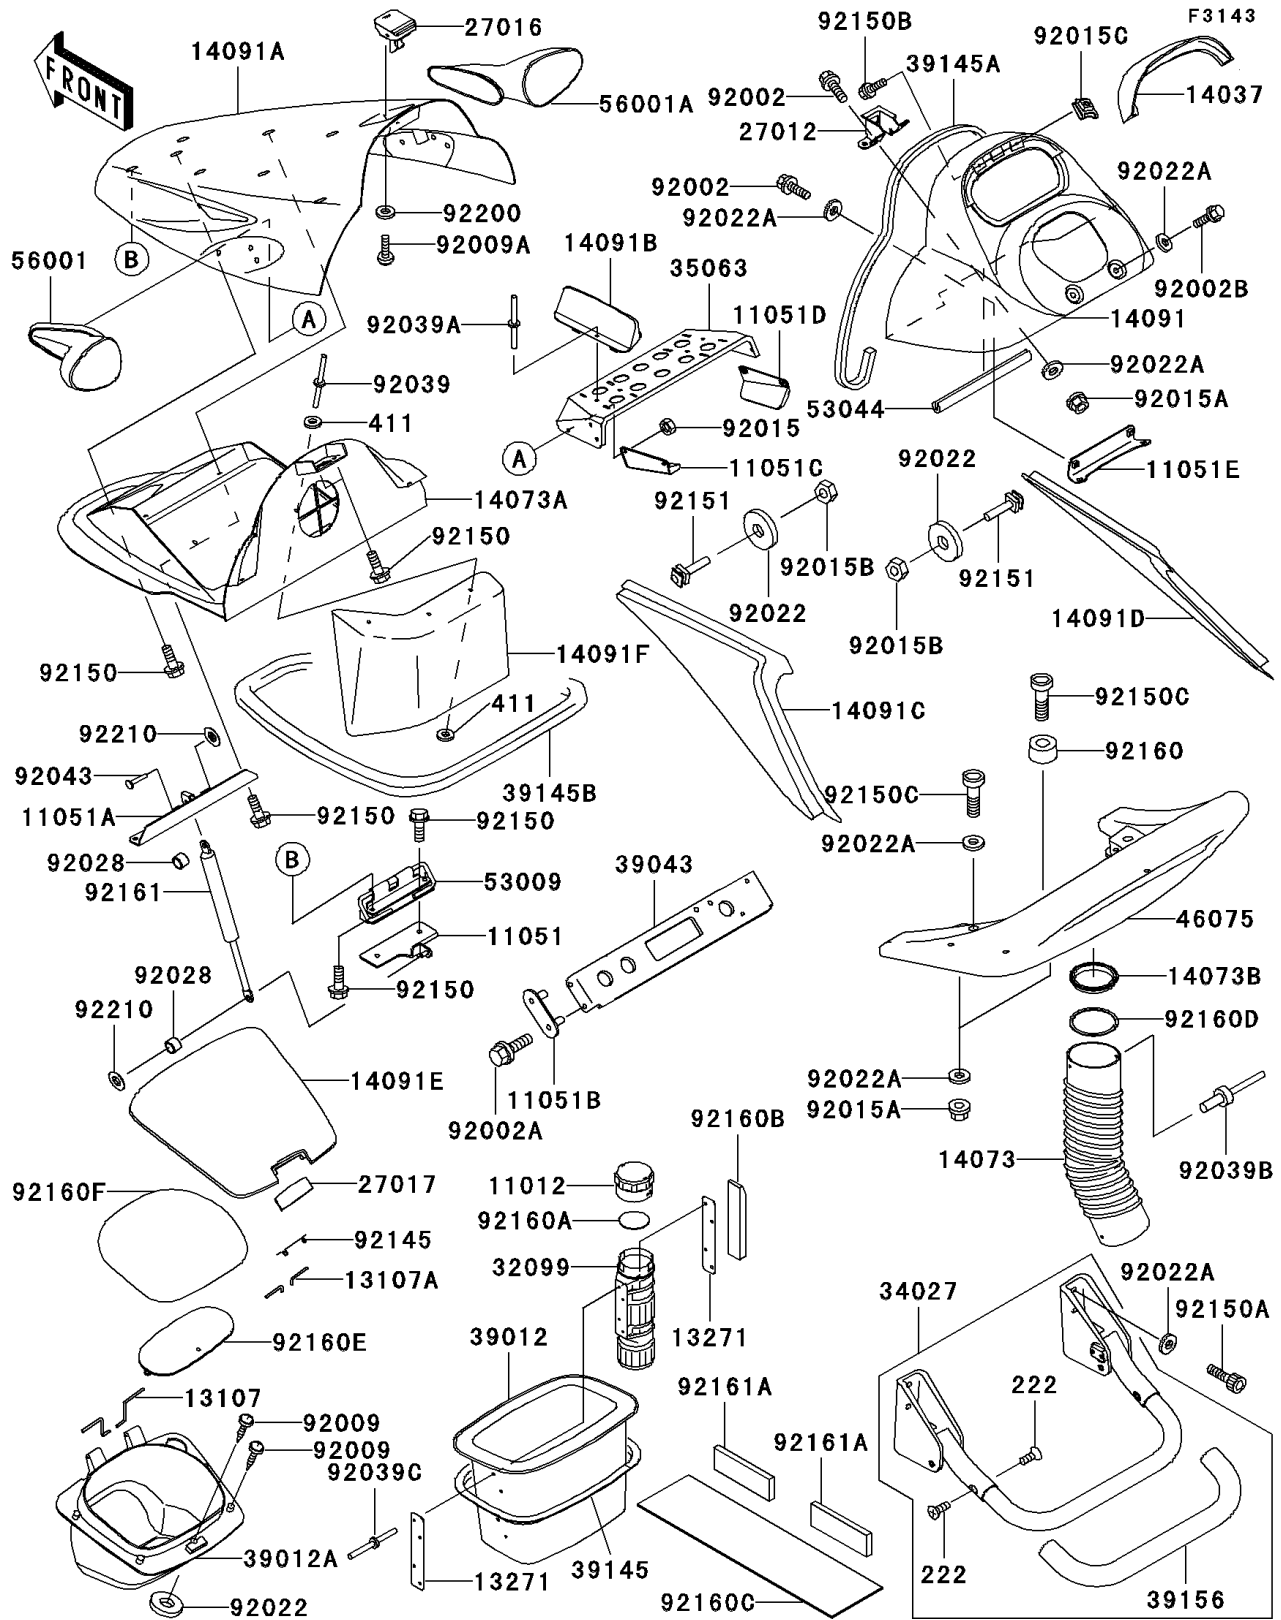 F3143
FRONT
27016
92150B
92015C
14091A
39145A
56001A
92002
14037
27012
92002
92022A
92022A
92200
14091B
92009A
35063
B
56001
92002B
A
11051D
14091
92039A
92022A
92039
53044
92015A
411
92015
A
92022
11051C
11051E
14073A
92151
92150
92015B
92151
92022
14091D
92015B
14091F
92150
92150C
411
14091C
92210
92160
92043
39145B
92150C
11051A
92150
92150
92022A
B
39043
92028
53009
92161
46075
11051
92028
14073B
92150
92210
92160D
14091E
92022A
11051B
92015A
92160B
92002A
14073
92039B
92160F
27017
11012
92160A
92145
32099
13107A
92022A
34027
92150A
92160E
39012
13271
92161A
222
13107
92009
92161A
92009
92039C
39012A
39145
13271
222
92160C
39156
92022